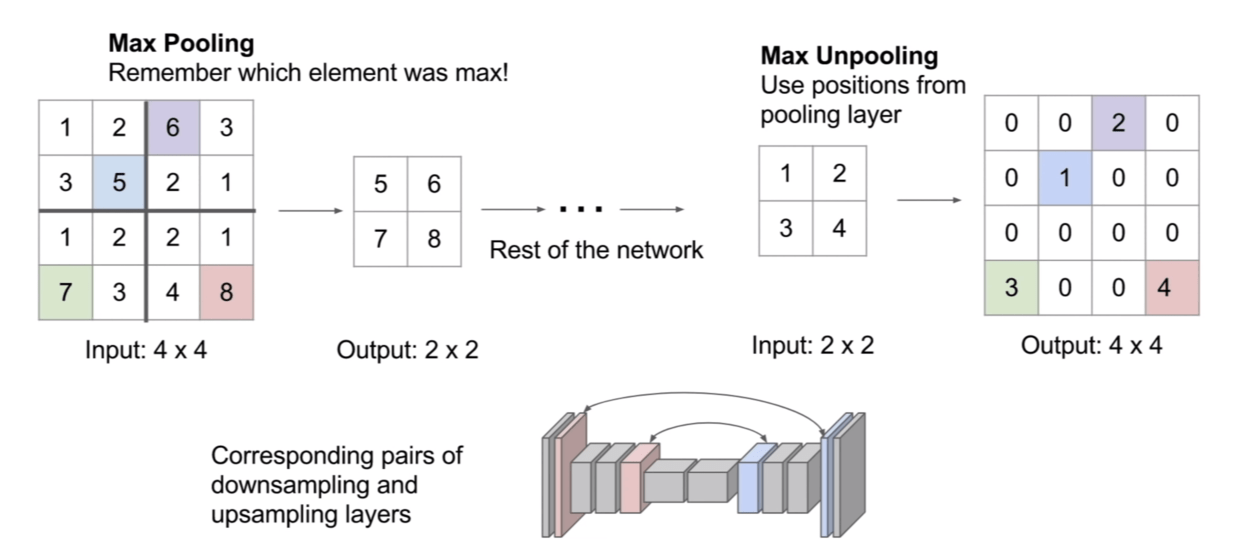 Max Pooling
Remember which element was max!
1 2 6 3
3 5 2 1
1 2 2 1
7 3 4 8
Input: 4 x 4
5 6
7 8
Output: 2 x 2
...
Rest of the network
Max Unpooling
Use positions from
pooling layer
1 2
3 4
Input: 2 x 2
0 0 2 0
0 1 0 0
0 0 0 0
3 0 0 4
Output: 4 x 4
Corresponding pairs of
downsampling and
upsampling layers